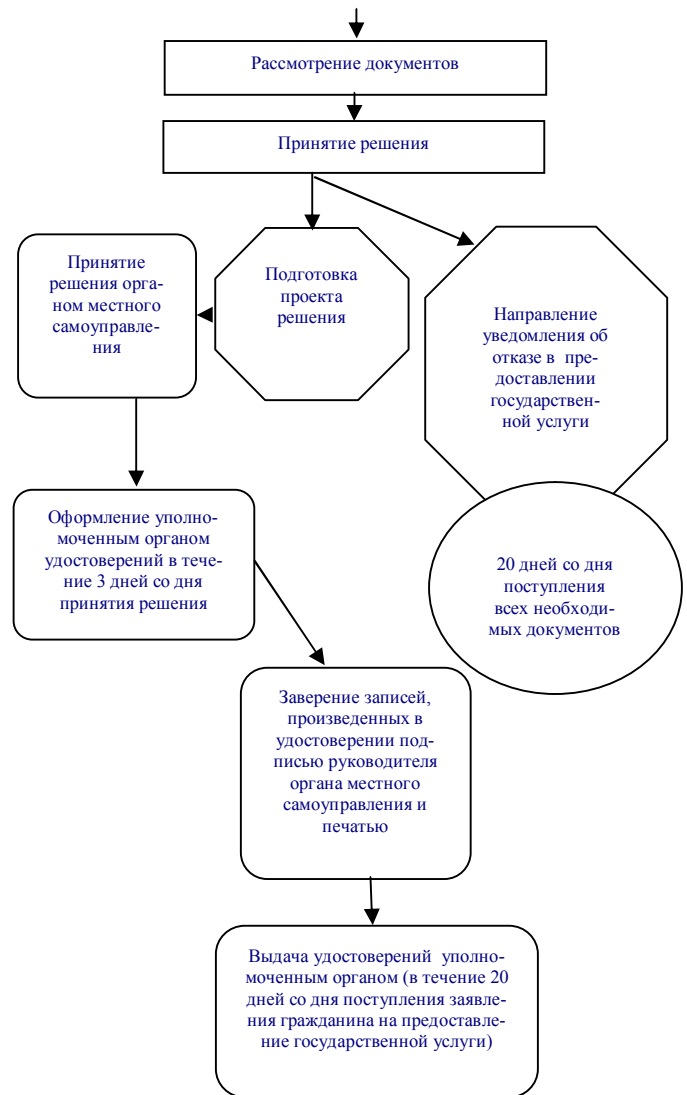 Рассмотрение документов
Принятие решения
Принятие
решения орга-
ном местного
самоуправле-
ния
Подготовка
проекта
решения
Направление
уведомления об
отказе в пре-
доставлении
государствен-
ной услуги
Оформление уполно-
моченным органом
удостоверений в тече-
ние 3 дней со дня
принятия решения
20 дней со дня
поступления
всех необходи-
мых документов
Заверение записей,
произведенных в
удостоверении под-
писью руководителя
органа местного
самоуправления и
печатью
Выдача удостоверений уполно-
моченным органом (в течение 20
дней со дня поступления заявле-
ния гражданина на предоставле-
ние государственной услуги)